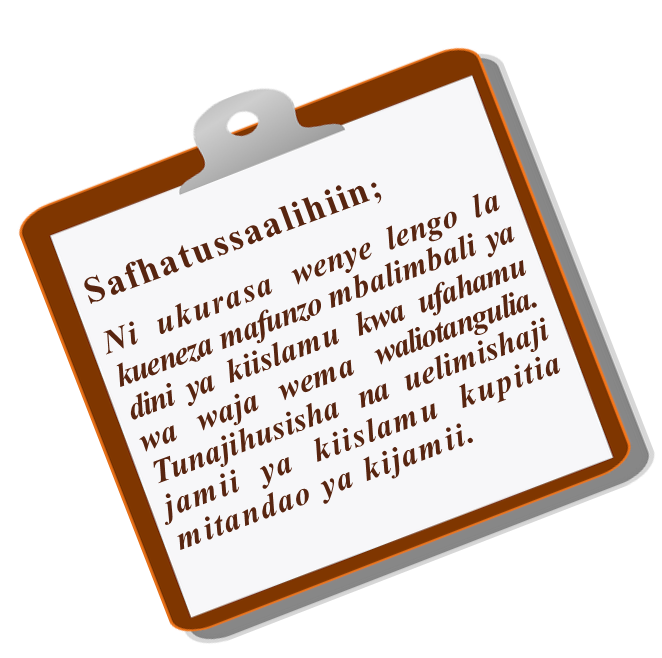 Safhatussaalihiin;
Ni ukurasa wenye lengo la
kueneza mafunzo mbalimbali ya
dini ya kiislamu kwa ufahamu
wa waja wema waliotangulia.
Tunajihusisha na uelimishaji
jamii ya kiislamu kupitia
mitandao ya kijamii.